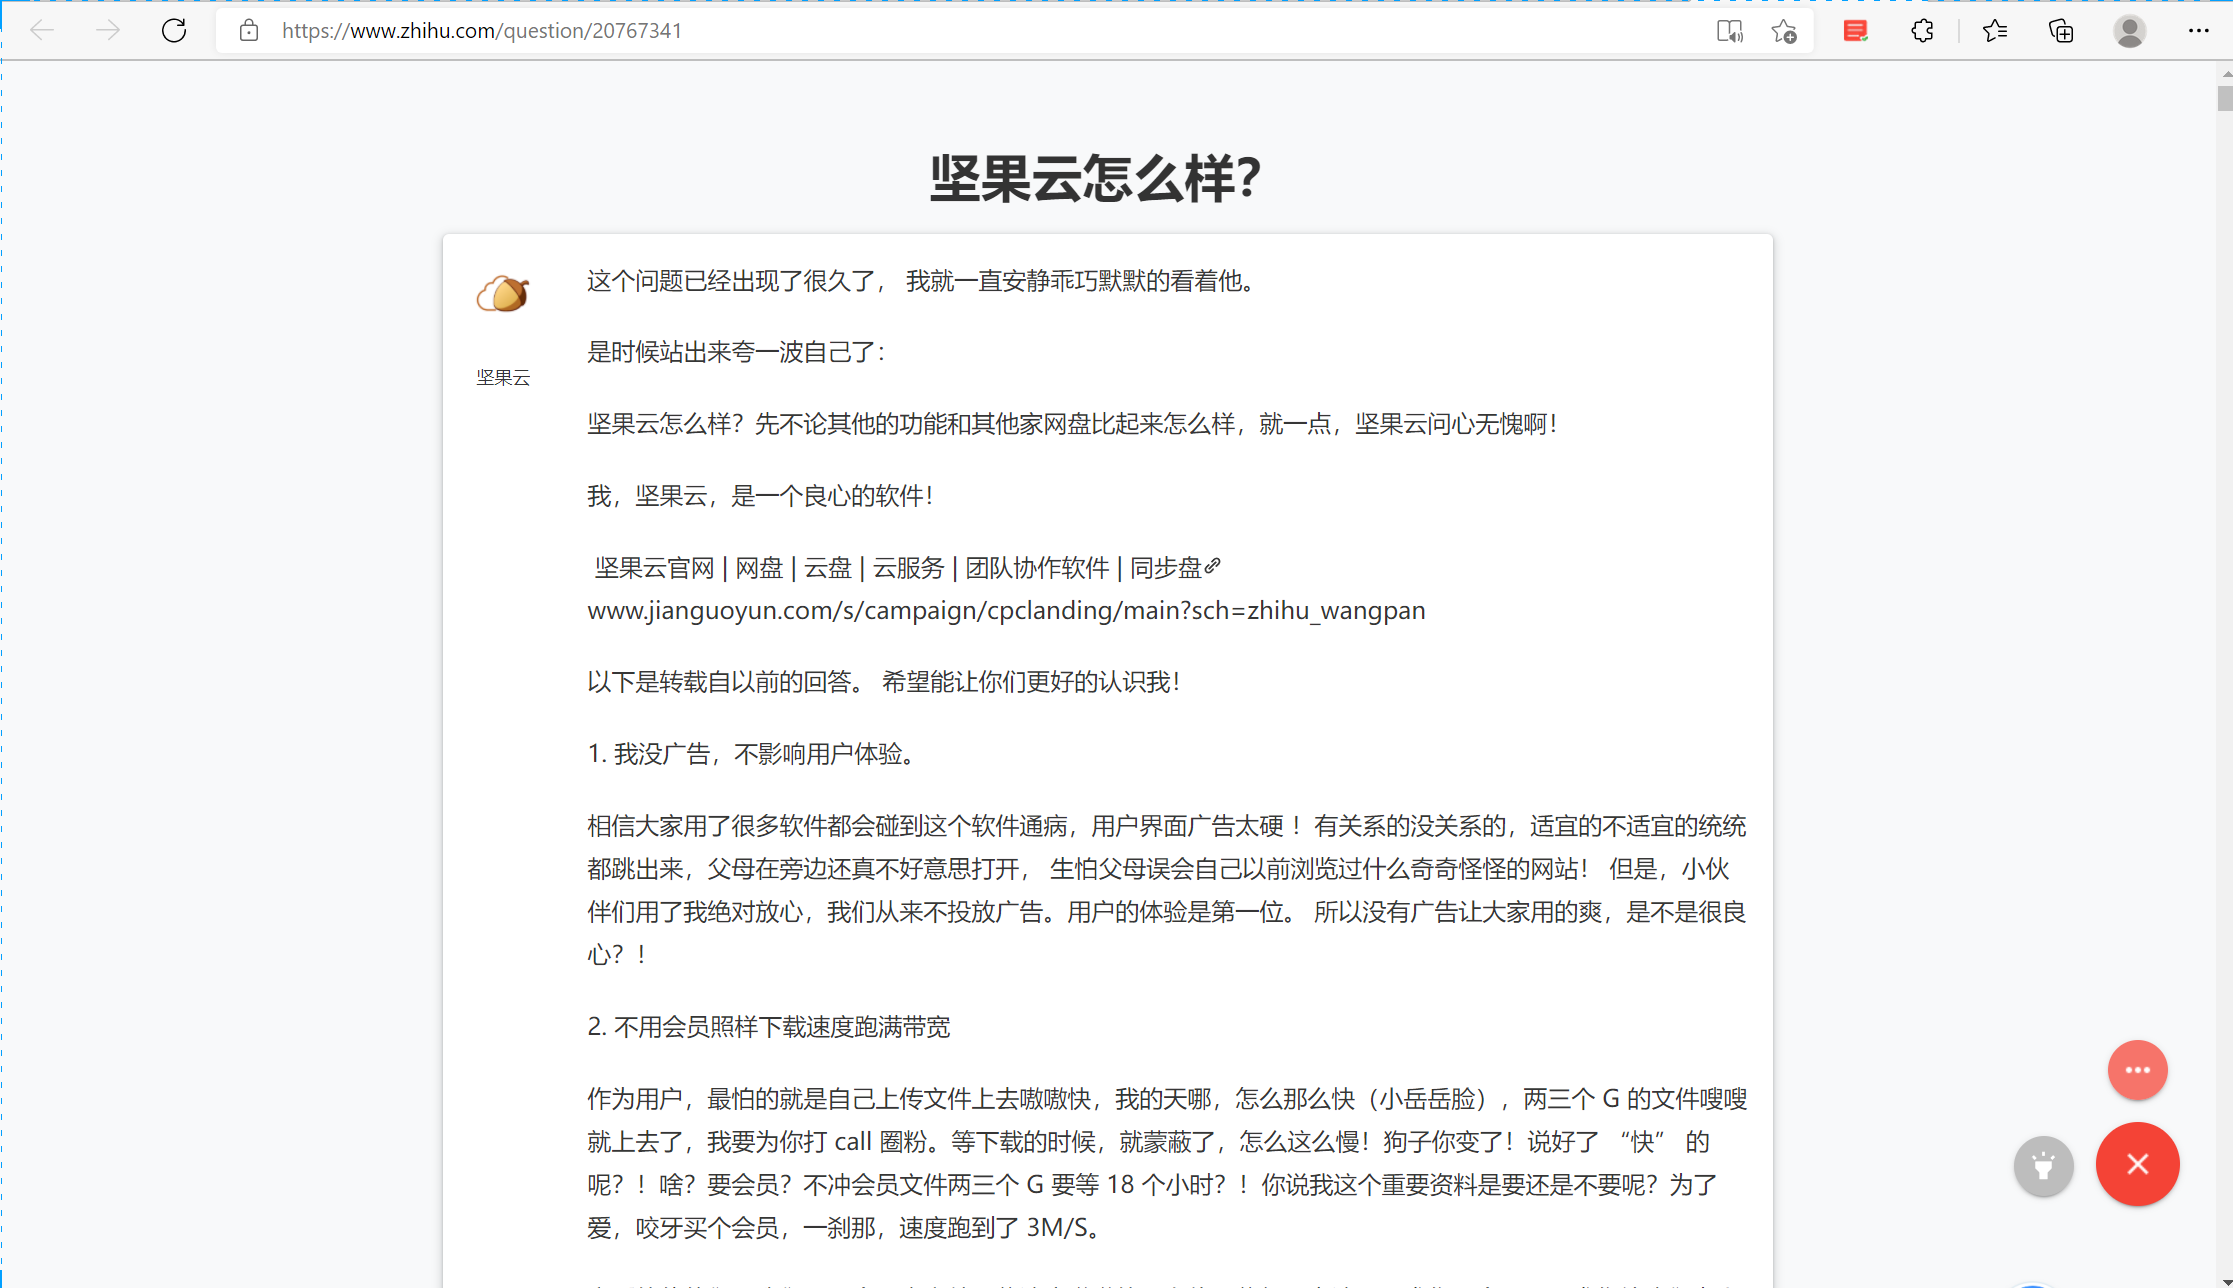 https://www.zhihu.com/question/20767341
坚果云怎么样？
这个问题已经出现了很久了， 我就一直安静乖巧默默的看着他。
是时候站出来夸一波自己了：
坚果云
坚果云怎么样？先不论其他的功能和其他家网盘比起来怎么样，就一点，坚果云问心无愧啊！
我，坚果云，是一个良心的软件！
坚果云官网 | 网盘 | 云盘 | 云服务 | 团队协作软件 | 同步盘
www.jianguoyun.com/s/campaign/cpclanding/main?sch=zhihu_wangpan
以下是转载自以前的回答。 希望能让你们更好的认识我！
1. 我没广告，不影响用户体验。
相信大家用了很多软件都会碰到这个软件通病，用户界面广告太硬 ！有关系的没关系的，适宜的不适宜的统统
都跳出来，父母在旁边还真不好意思打开， 生怕父母误会自己以前浏览过什么奇奇怪怪的网站！ 但是，小伙
伴们用了我绝对放心，我们从来不投放广告。用户的体验是第一位。 所以没有广告让大家用的爽，是不是很良
心？！
2. 不用会员照样下载速度跑满带宽
作为用户，最怕的就是自己上传文件上去嗷嗷快，我的天哪，怎么那么快（小岳岳脸），两三个 G 的文件嗖嗖
就上去了，我要为你打 call 圈粉。等下载的时候，就蒙蔽了，怎么这么慢！狗子你变了！说好了 “快” 的
呢？！啥？要会员？不冲会员文件两三个 G 要等 18 个小时？！你说我这个重要资料是要还是不要呢？为了
爱，咬牙买个会员，一刹那，速度跑到了 3M/S。